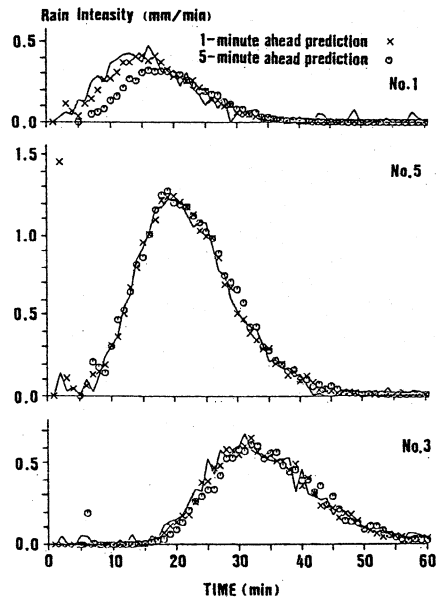 Rain Intensity (mm/min)
1-minute ahead prediction ×
5-minute ahead prediction ○
No.1
0.5
0.0
No.5
1.5
1.0
0.5
0.0
No.3
0.5
0.0
0 10 20 30 40 50 60
TIME (min)